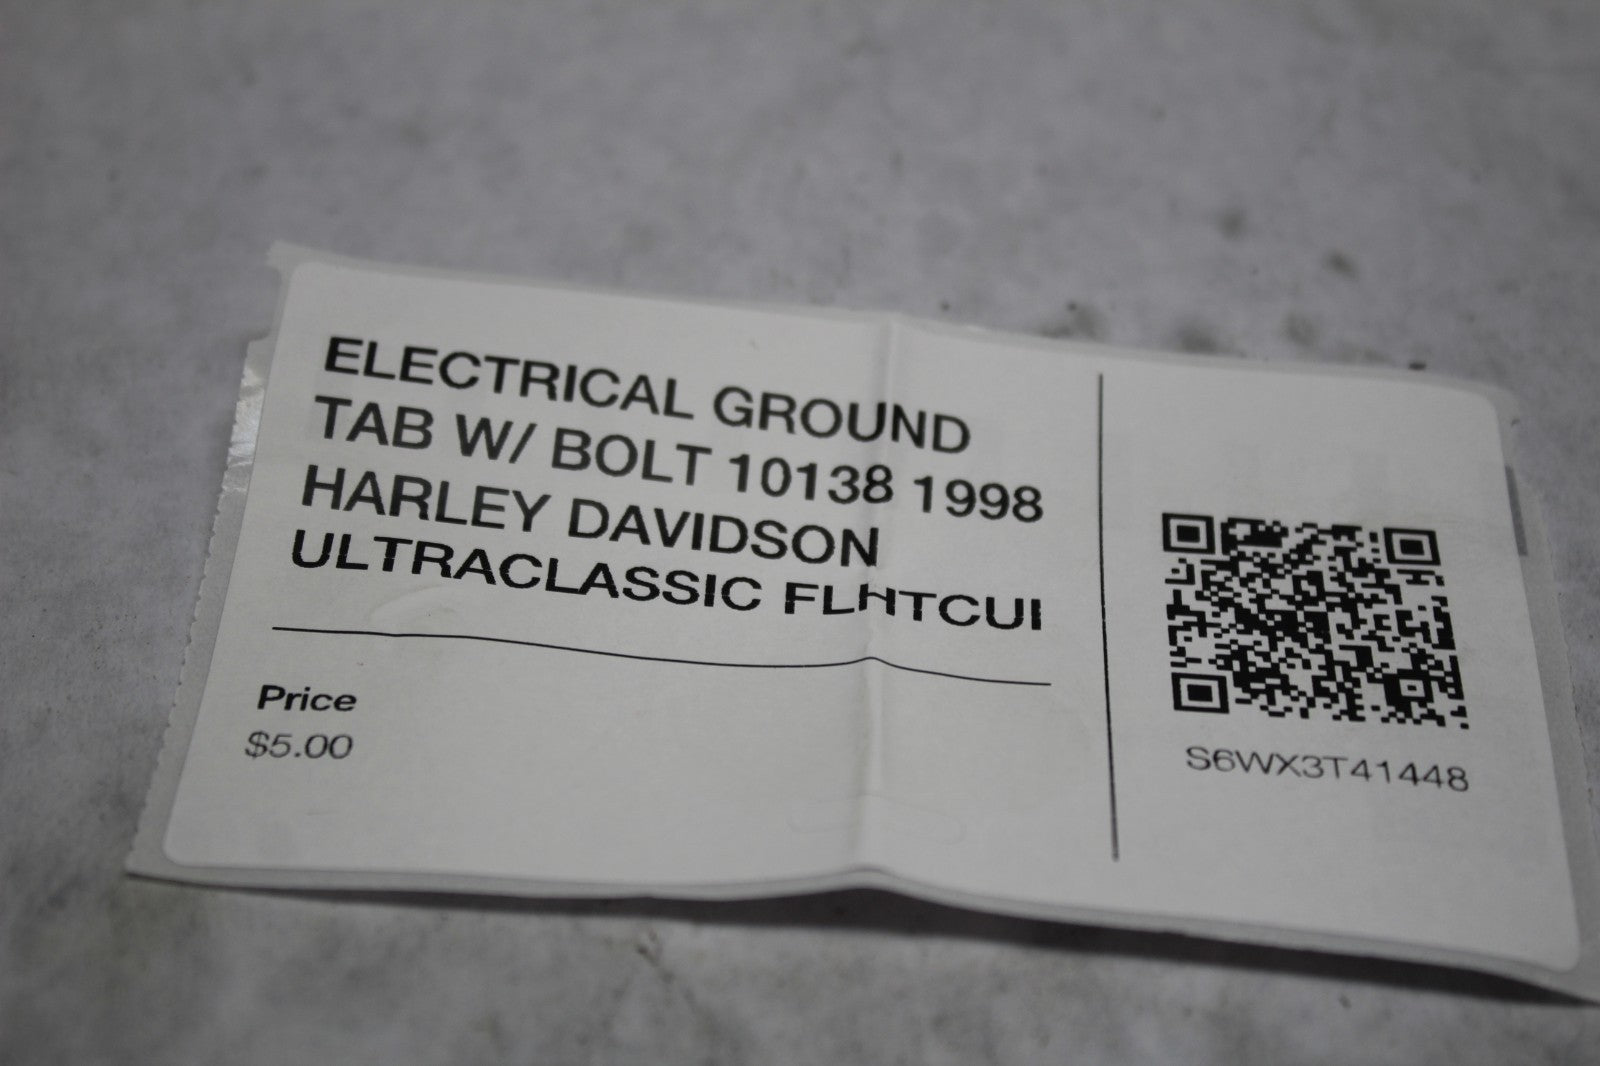 ELECTRICAL GROUND
TAB W/ BOLT 10138 1998
HARLEY DAVIDSON
ULTRACLASSIC FLHTCUI
Price
$5.00
S6WX3T41448